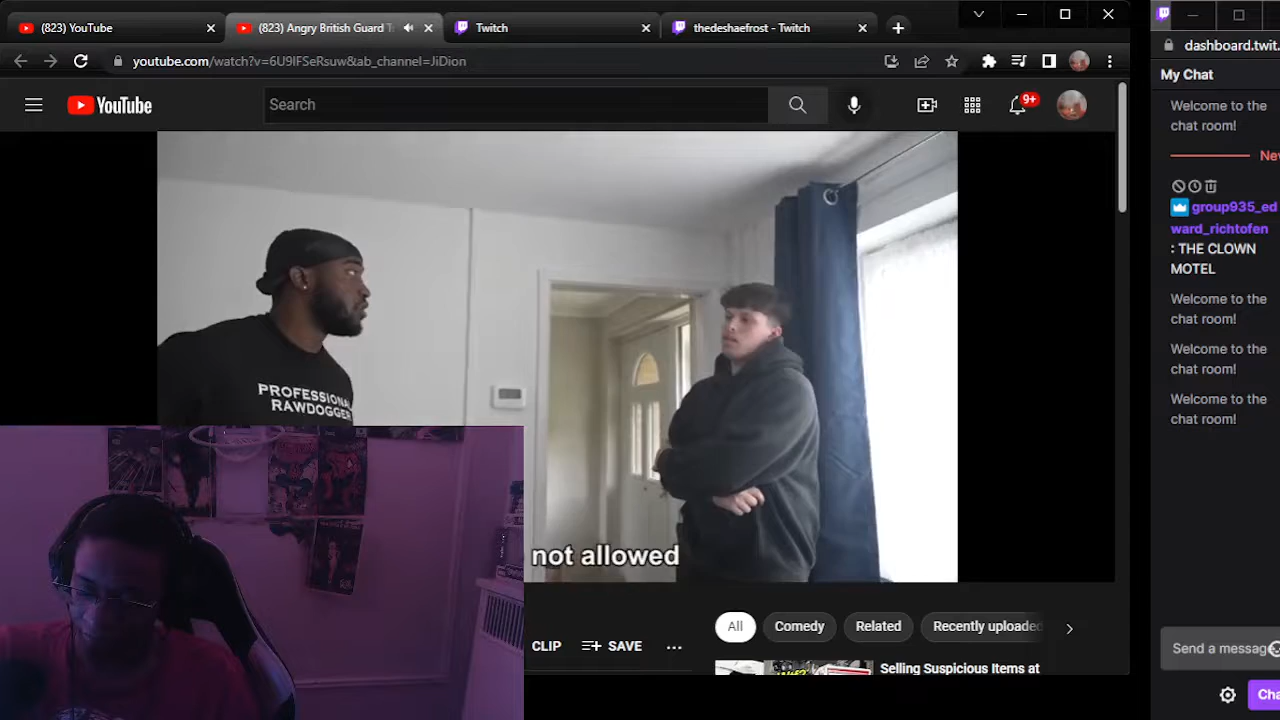 (823) YouTube
(823) Angry British Guard T
Twitch
thedeshaefrost - Twitch
youtube.com/watch?v=6U9IFSeRsuw&ab_channel=JiDion
dashboard.twit
My Chat
YouTube
Search
9+
Welcome to the
chat room!
Ne
group935_ed
ward_richtofen
: THE CLOWN
MOTEL
Welcome to the
chat room!
Welcome to the
chat room!
Welcome to the
chat room!
PROFESSIONAL
RAWDOGGER
not allowed
CLIP
SAVE
All
Comedy
Related
Recently uploaded
Selling Suspicious Items at
Send a message
Cha